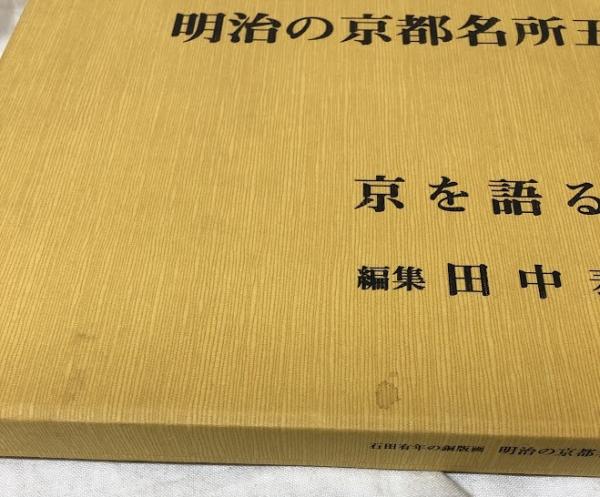 明治の京都名所
京を語る
編集 田中
石田有年の銅版画 明治の京都